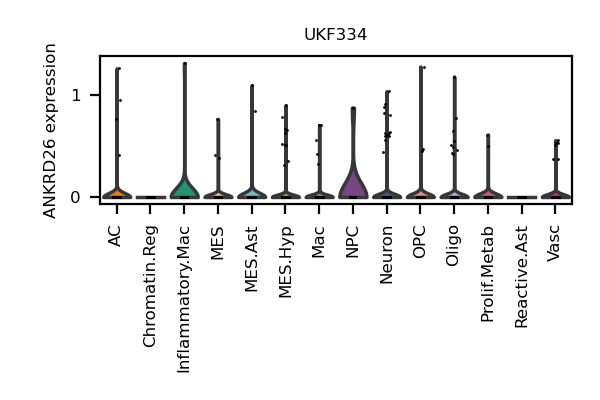 UKF334
ANKRD26 expression
1
0
AC
Chromatin.Reg
Inflammatory.Mac
MES
MES.Ast
MES.Hyp
Mac
NPC
Neuron
OPC
Oligo
Prolif.Metab
Reactive.Ast
Vasc